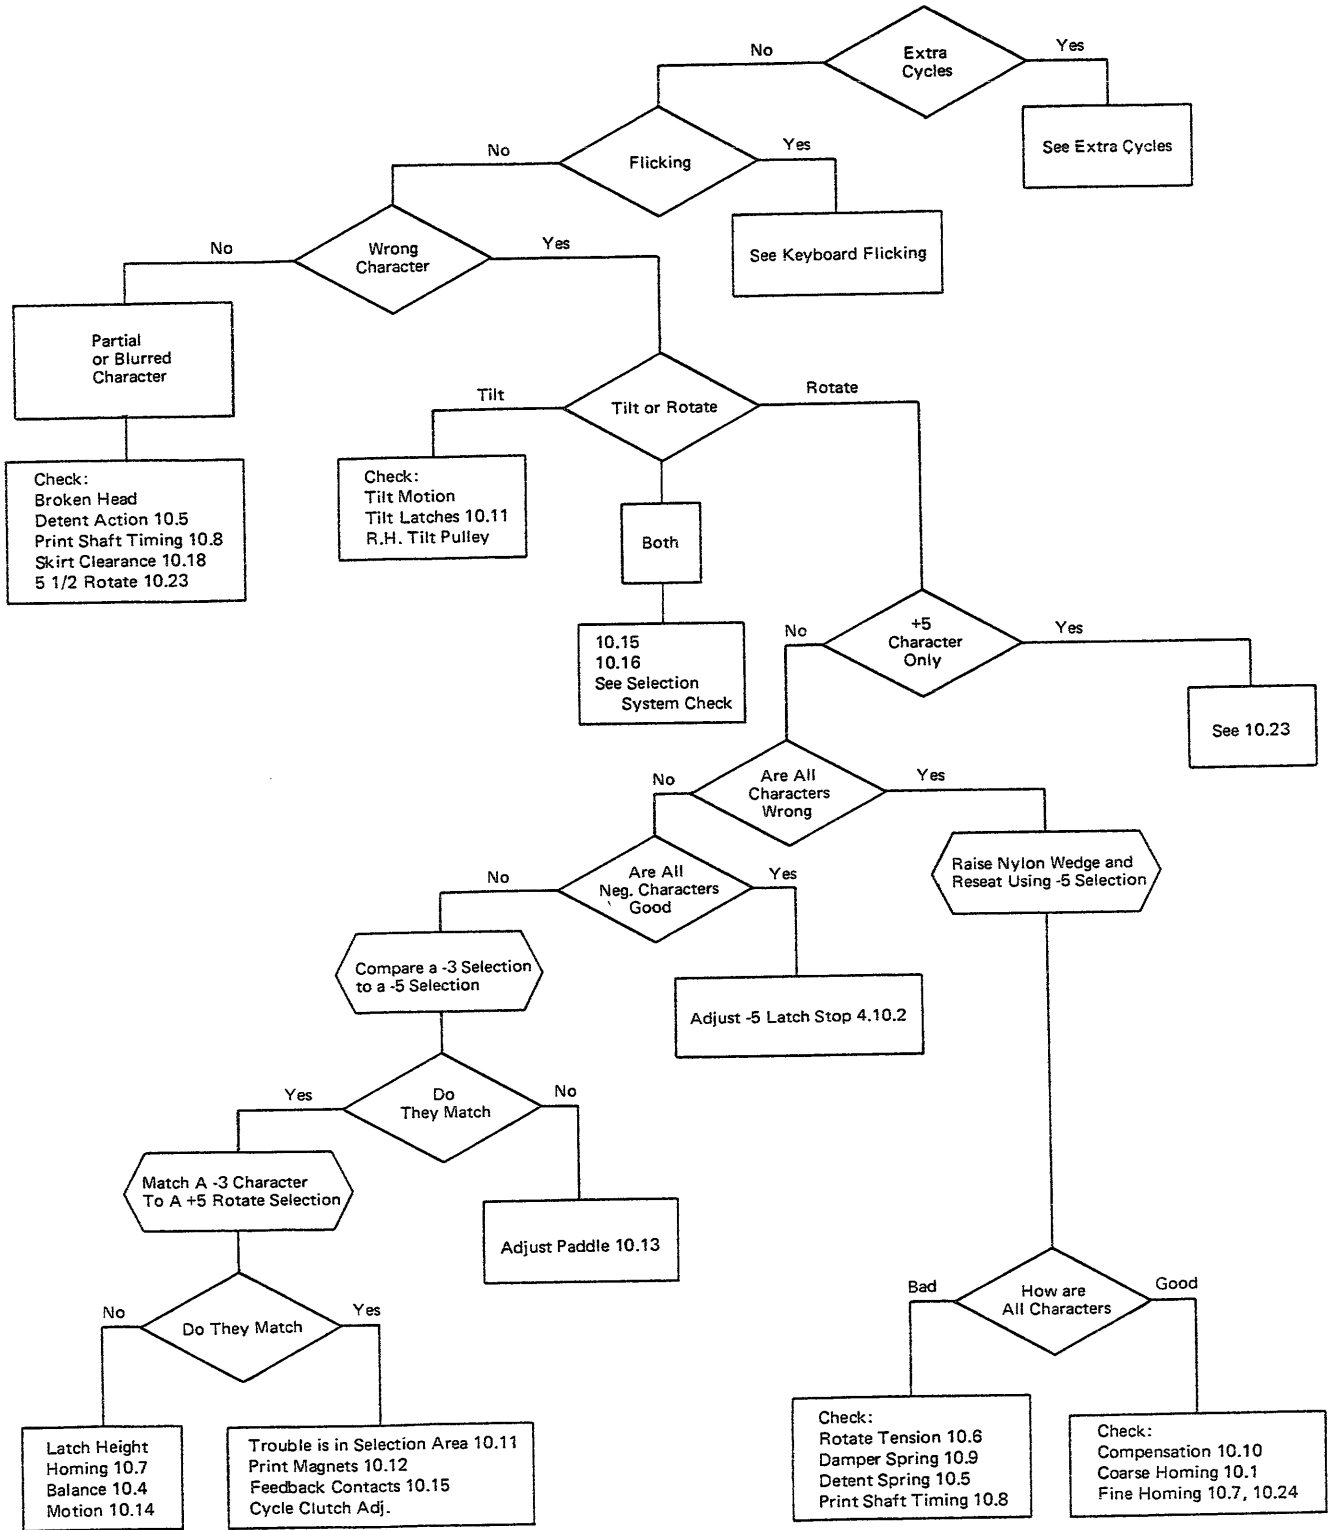 No
Extra
Cycles
Yes
See Extra Cycles
No
Flicking
Yes
See Keyboard Flicking
No
Wrong
Character
Yes
Partial
or Blurred
Character
Check:
Broken Head
Detent Action 10.5
Print Shaft Timing 10.8
Skirt Clearance 10.18
5 1/2 Rotate 10.23
Tilt
Tilt or Rotate
Rotate
Check:
Tilt Motion
Tilt Latches 10.11
R.H. Tilt Pulley
Both
10.15
10.16
See Selection
System Check
No
+5
Character
Only
Yes
See 10.23
No
Are All
Characters
Wrong
Yes
Raise Nylon Wedge and
Reseat Using -5 Selection
No
Are All
Neg. Characters
Good
Yes
Adjust -5 Latch Stop 4.10.2
Compare a -3 Selection
to a -5 Selection
Yes
Do
They Match
No
Adjust Paddle 10.13
Match A -3 Character
To A +5 Rotate Selection
No
Do They Match
Yes
Latch Height
Homing 10.7
Balance 10.4
Motion 10.14
Trouble is in Selection Area 10.11
Print Magnets 10.12
Feedback Contacts 10.15
Cycle Clutch Adj.
Bad
How are
All Characters
Good
Check:
Rotate Tension 10.6
Damper Spring 10.9
Detent Spring 10.5
Print Shaft Timing 10.8
Check:
Compensation 10.10
Coarse Homing 10.1
Fine Homing 10.7, 10.24